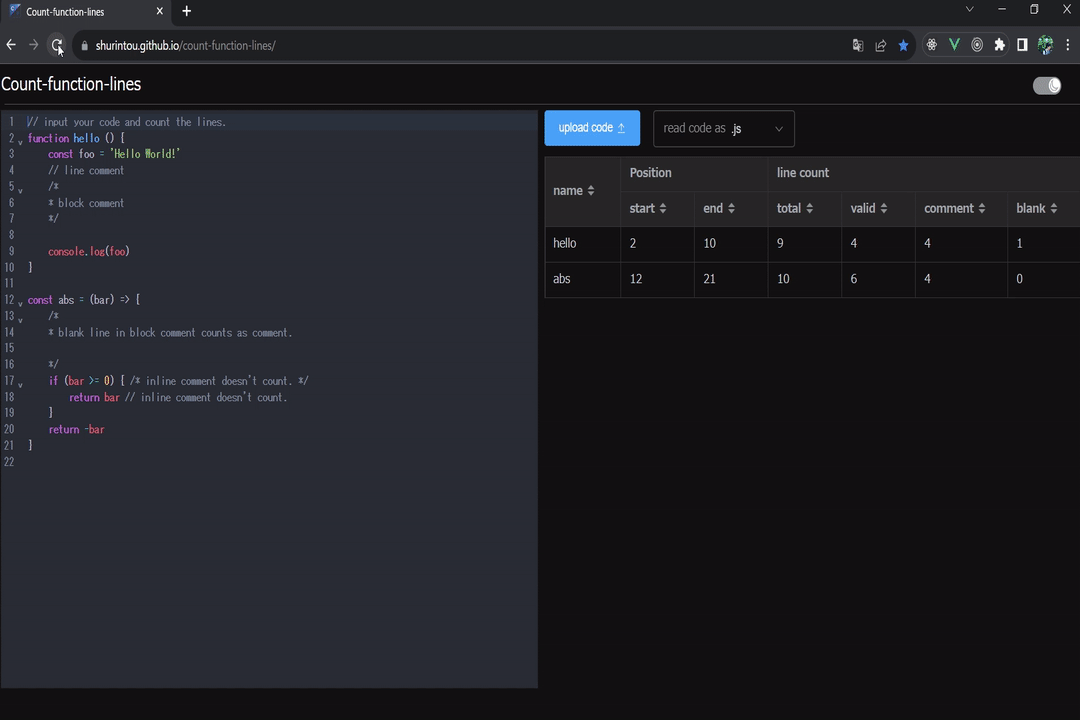 Count-function-lines
shurintou.github.io/count-function-lines/
Count-function-lines
1 // input your code and count the lines.
2 function hello () {
3 const foo = 'Hello World!'
4 // line comment
5 /*
6 * block comment
7 */
8
9 console.log(foo)
10 }
11
12 const abs = (bar) => {
13 /*
14 * blank line in block comment counts as comment.
15
16 */
17 if (bar >= 0) { /* inline comment doesn't count. */
18 return bar // inline comment doesn't count.
19 }
20 return -bar
21 }
22
upload code
read code as .js
name Position line count
start end total valid comment blank
hello 2 10 9 4 4 1
abs 12 21 10 6 4 0